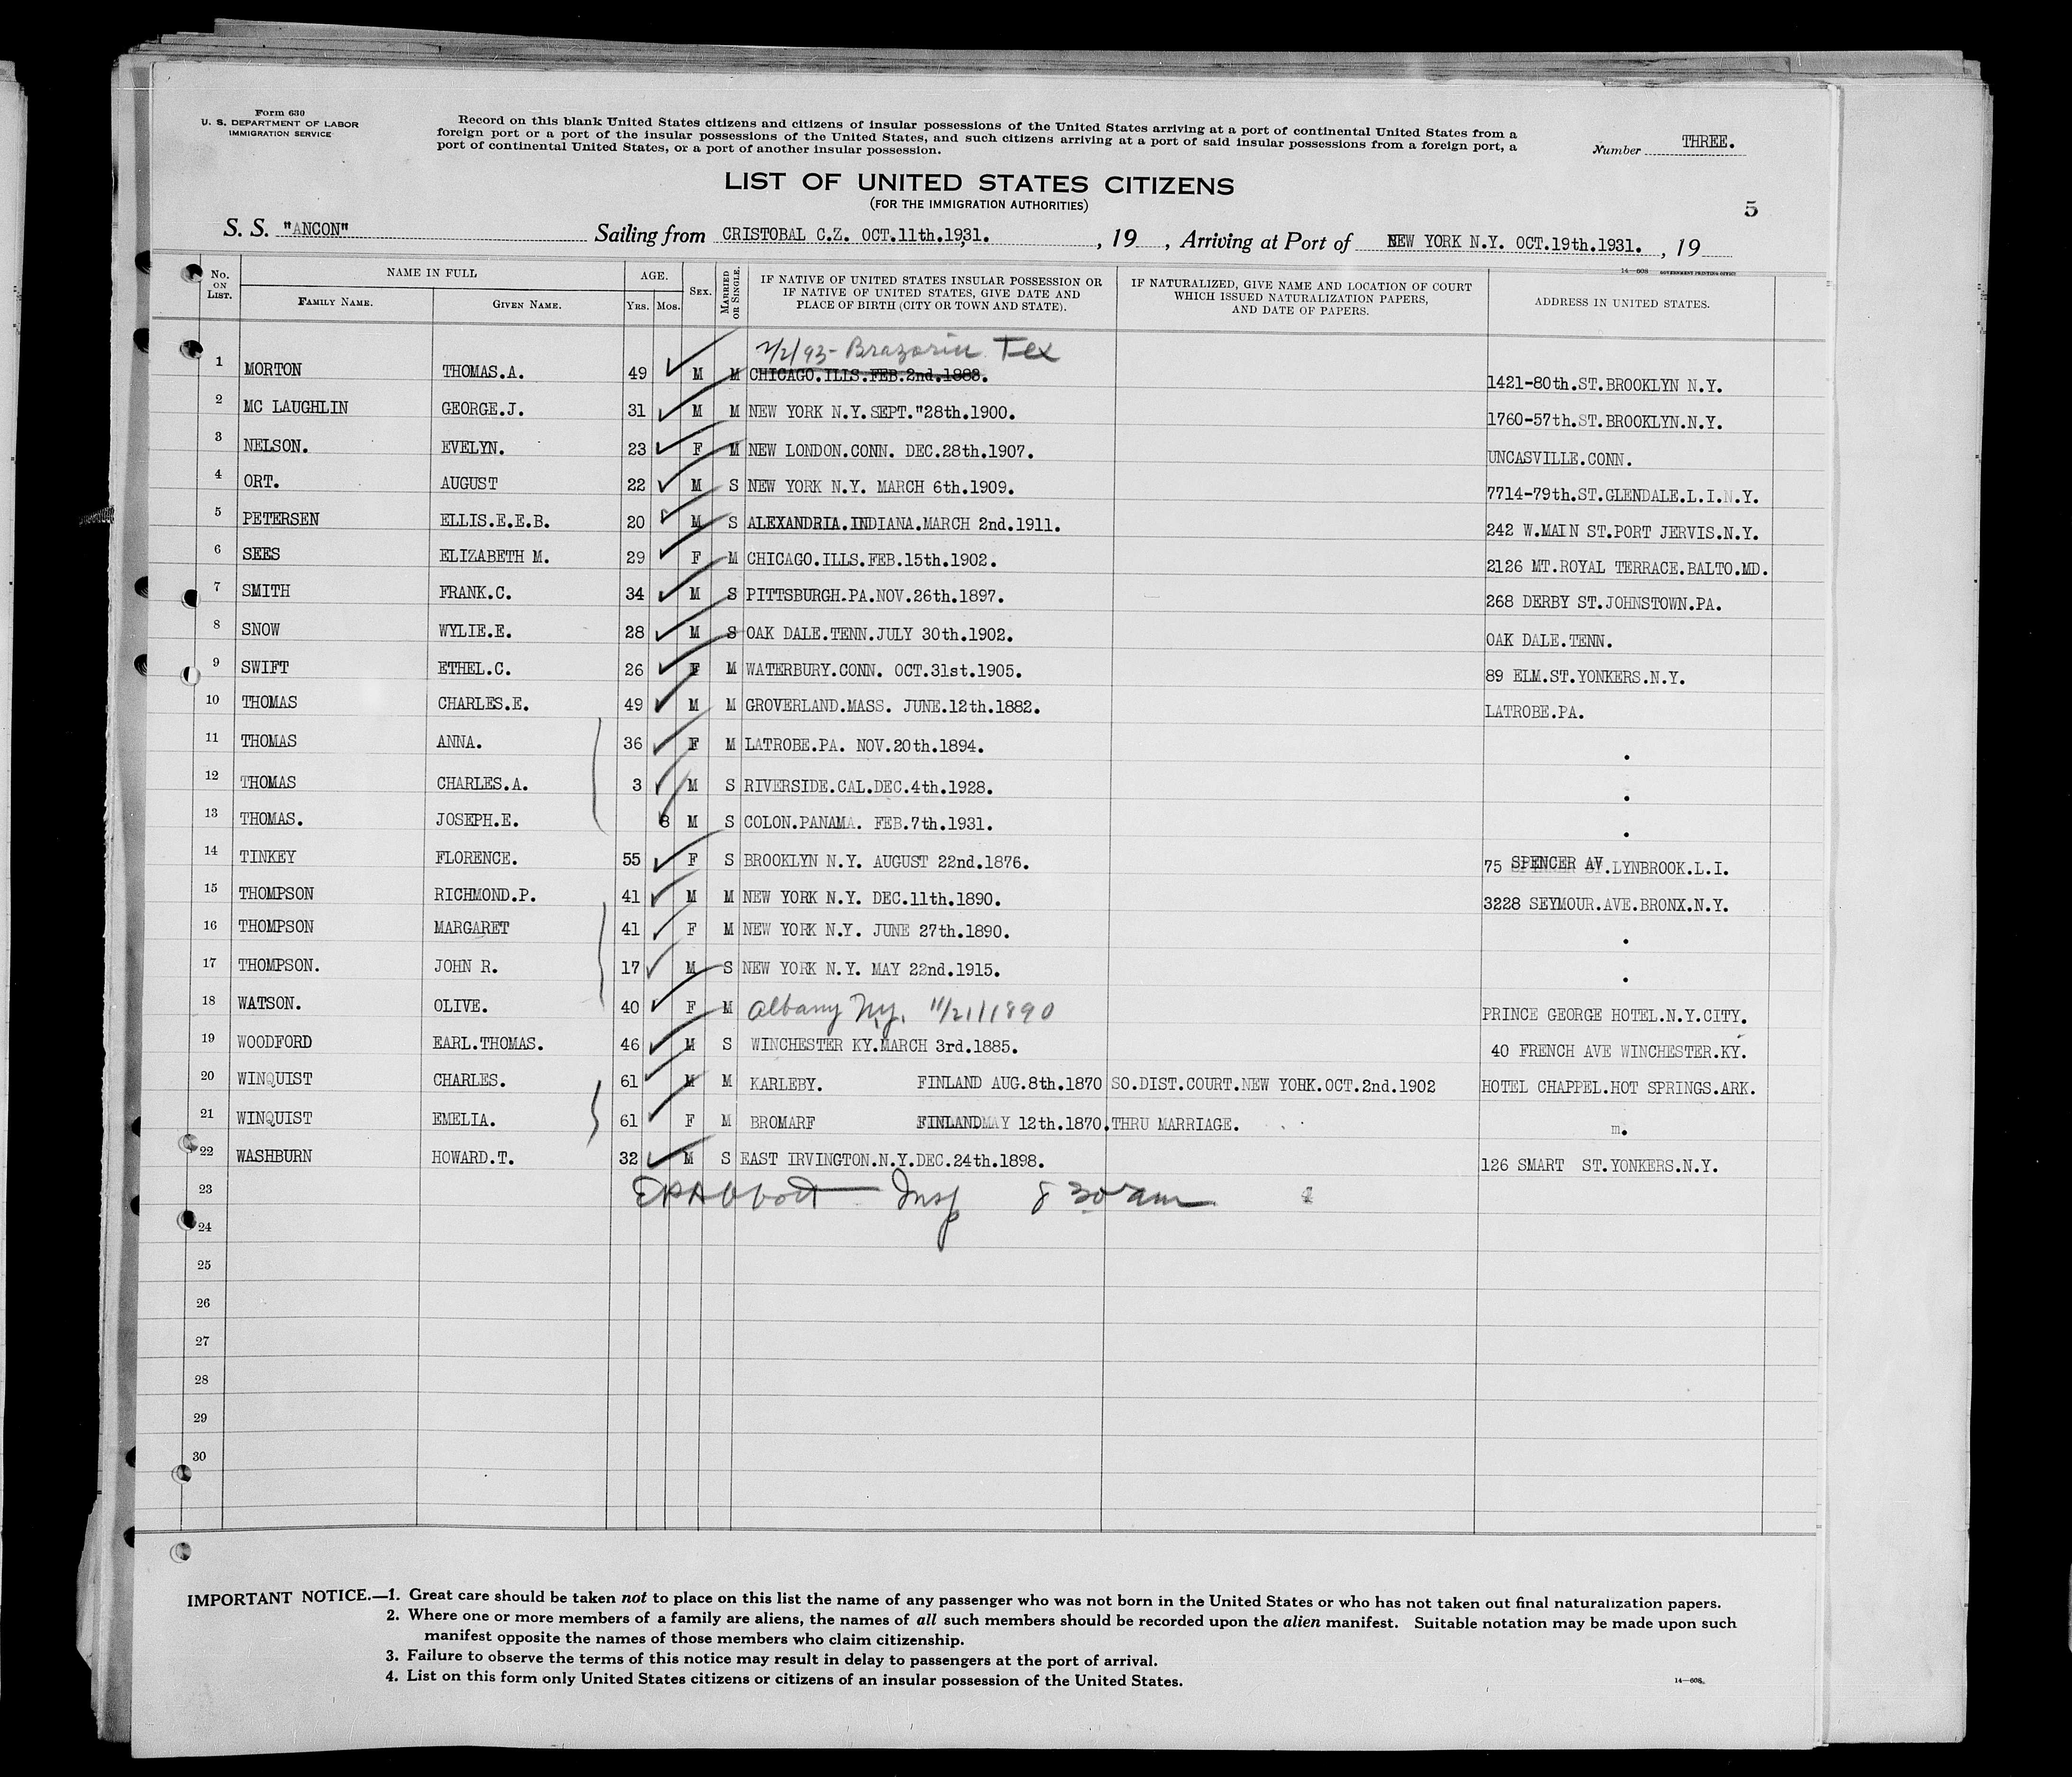 Form 630
U. S. DEPARTMENT OF LABOR
IMMIGRATION SERVICE
Record on this blank United States citizens and citizens of insular possessions of the United States arriving at a port of continental United States from a
foreign port or a port of the insular possessions of the United States, and such citizens arriving at a port of said insular possessions from a foreign port, a
port of continental United States, or a port of another insular possession.
Number THREE.
LIST OF UNITED STATES CITIZENS
(FOR THE IMMIGRATION AUTHORITIES)
5
S. S. "ANCON" Sailing from CRISTOBAL C.Z. OCT.11th.1931. , 19 , Arriving at Port of NEW YORK N.Y. OCT.19th.1931. , 19
14—608 GOVERNMENT PRINTING OFFICE
No. ON LIST. NAME IN FULL FAMILY NAME. GIVEN NAME. AGE. YRS. MOS. SEX. MARRIED OR SINGLE. IF NATIVE OF UNITED STATES INSULAR POSSESSION OR IF NATIVE OF UNITED STATES, GIVE DATE AND PLACE OF BIRTH (CITY OR TOWN AND STATE). IF NATURALIZED, GIVE NAME AND LOCATION OF COURT WHICH ISSUED NATURALIZATION PAPERS, AND DATE OF PAPERS. ADDRESS IN UNITED STATES.
2/2/93- Brazoria Tex
1 MORTON THOMAS.A. 49 M M CHICAGO.ILLS.FEB.2nd.1883. 1421-80th.ST.BROOKLYN N.Y.
2 MC LAUGHLIN GEORGE.J. 31 M M NEW YORK N.Y.SEPT."28th.1900. 1760-57th.ST.BROOKLYN.N.Y.
3 NELSON. EVELYN. 23 F M NEW LONDON.CONN. DEC.28th.1907. UNCASVILLE.CONN.
4 ORT. AUGUST 22 M S NEW YORK N.Y. MARCH 6th.1909. 7714-79th.ST.GLENDALE.L.I.N.Y.
5 PETERSEN ELLIS.E.E.B. 20 M S ALEXANDRIA.INDIANA.MARCH 2nd.1911. 242 W.MAIN ST.PORT JERVIS.N.Y.
6 SEES ELIZABETH M. 29 F M CHICAGO.ILLS.FEB.15th.1902. 2126 MT.ROYAL TERRACE.BALTO.MD.
7 SMITH FRANK.C. 34 M S PITTSBURGH.PA.NOV.26th.1897. 268 DERBY ST.JOHNSTOWN.PA.
8 SNOW WYLIE.E. 28 M S OAK DALE.TENN.JULY 30th.1902. OAK DALE.TENN.
9 SWIFT ETHEL.C. 26 F M WATERBURY.CONN. OCT.31st.1905. 89 ELM.ST.YONKERS.N.Y.
10 THOMAS CHARLES.E. 49 M M GROVERLAND.MASS. JUNE.12th.1882. LATROBE.PA.
11 THOMAS ANNA. 36 F M LATROBE.PA. NOV.20th.1894. .
12 THOMAS CHARLES.A. 3 M S RIVERSIDE.CAL.DEC.4th.1928. .
13 THOMAS. JOSEPH.E. 8 M S COLON.PANAMA. FEB.7th.1931. .
14 TINKEY FLORENCE. 55 F S BROOKLYN N.Y. AUGUST 22nd.1876. 75 SPENCER AV.LYNBROOK.L.I.
15 THOMPSON RICHMOND.P. 41 M M NEW YORK N.Y. DEC.11th.1890. 3228 SEYMOUR.AVE.BRONX.N.Y.
16 THOMPSON MARGARET 41 F M NEW YORK N.Y. JUNE 27th.1890. .
17 THOMPSON. JOHN R. 17 M S NEW YORK N.Y. MAY 22nd.1915. .
18 WATSON. OLIVE. 40 F M Albany N.y. 11/21/1890 PRINCE GEORGE HOTEL.N.Y.CITY.
19 WOODFORD EARL.THOMAS. 46 M S WINCHESTER KY.MARCH 3rd.1885. 40 FRENCH AVE WINCHESTER.KY.
20 WINQUIST CHARLES. 61 M M KARLEBY. FINLAND AUG.8th.1870 SO.DIST.COURT.NEW YORK.OCT.2nd.1902 HOTEL CHAPPEL.HOT SPRINGS.ARK.
21 WINQUIST EMELIA. 61 F M BROMARF FINLANDMAY 12th.1870. THRU MARRIAGE. m.
22 WASHBURN HOWARD.T. 32 M S EAST IRVINGTON.N.Y.DEC.24th.1898. 126 SMART ST.YONKERS.N.Y.
23 Abbott Insp 8 30 am
24
25
26
27
28
29
30
IMPORTANT NOTICE.—1. Great care should be taken not to place on this list the name of any passenger who was not born in the United States or who has not taken out final naturalization papers.
2. Where one or more members of a family are aliens, the names of all such members should be recorded upon the alien manifest. Suitable notation may be made upon such
manifest opposite the names of those members who claim citizenship.
3. Failure to observe the terms of this notice may result in delay to passengers at the port of arrival.
4. List on this form only United States citizens or citizens of an insular possession of the United States.
14—608